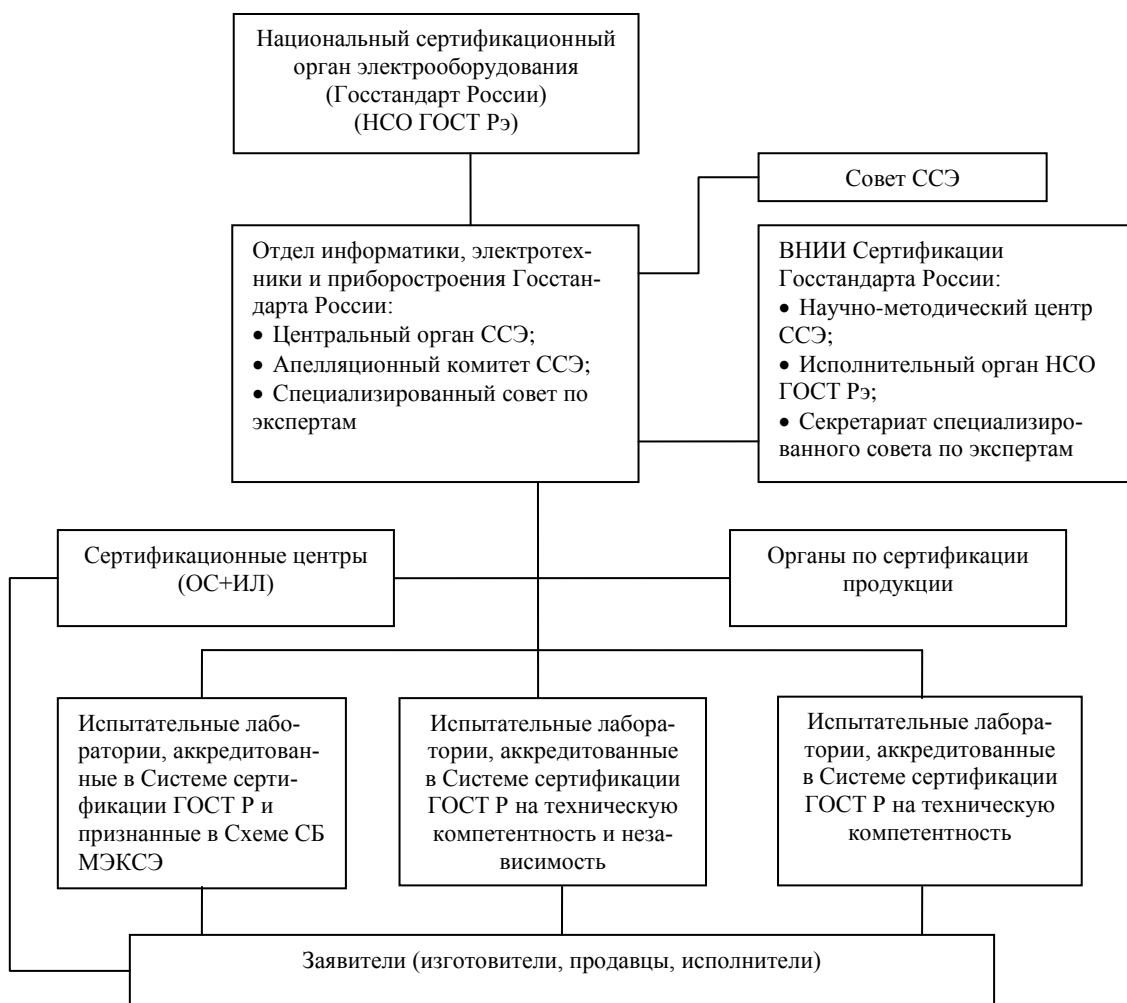 Национальный сертификационный
орган электрооборудования
(Госстандарт России)
(НСО ГОСТ Рэ)
Совет ССЭ
Отдел информатики, электротех-
ники и приборостроения Госстан-
дарта России:
• Центральный орган ССЭ;
• Апелляционный комитет ССЭ;
• Специализированный совет по
экспертам
ВНИИ Сертификации
Госстандарта России:
• Научно-методический центр
ССЭ;
• Исполнительный орган НСО
ГОСТ Рэ;
• Секретариат специализиро-
ванного совета по экспертам
Сертификационные центры
(ОС+ИЛ)
Органы по сертификации
продукции
Испытательные лабо-
ратории, аккредитован-
ные в Системе серти-
фикации ГОСТ Р и
признанные в Схеме СБ
МЭКСЭ
Испытательные лабора-
тории, аккредитованные
в Системе сертификации
ГОСТ Р на техническую
компетентность и неза-
висимость
Испытательные лабора-
тории, аккредитованные
в Системе сертификации
ГОСТ Р на техническую
компетентность
Заявители (изготовители, продавцы, исполнители)